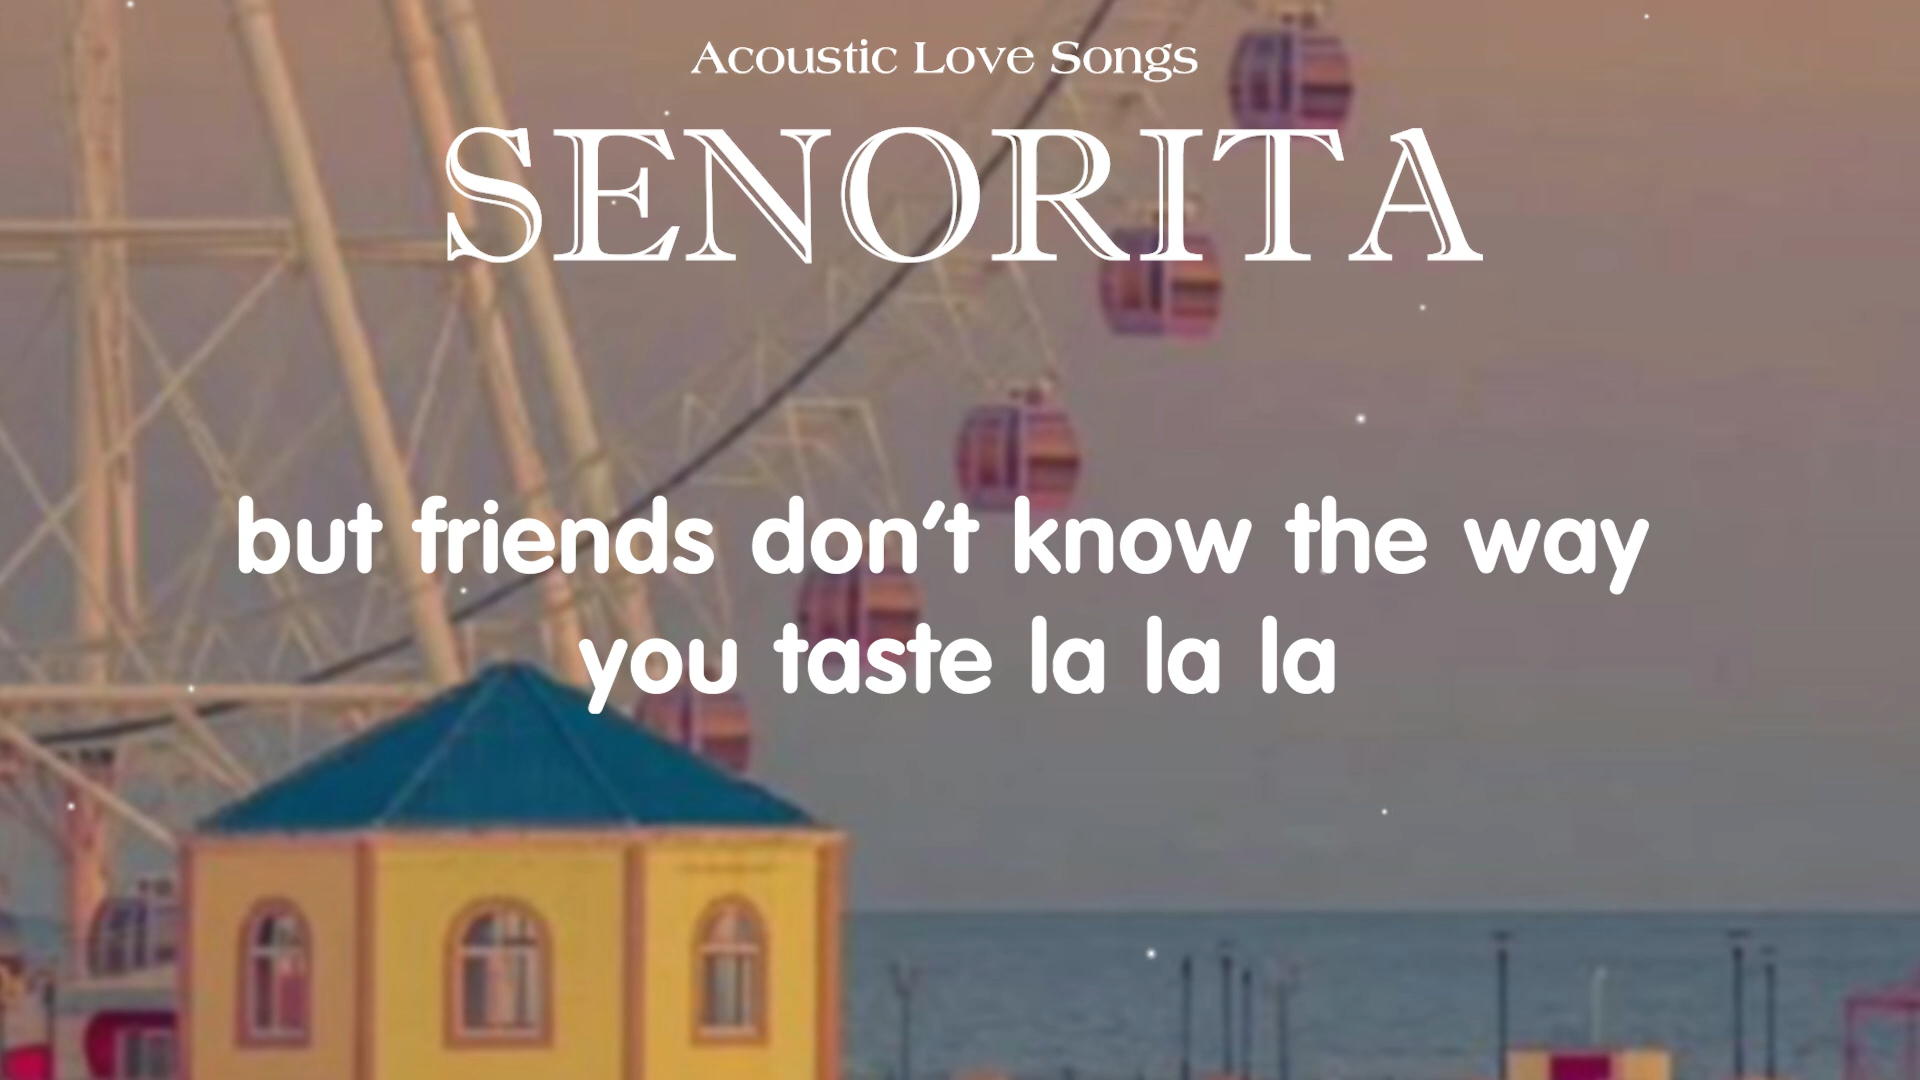 Acoustic Love Songs
SENORITA
but friends don't know the way
you taste la la la